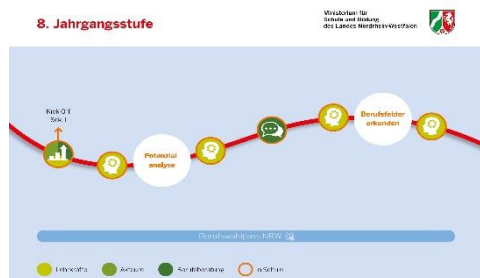 8. Jahrgangsstufe
Ministerium für
Schule und Bildung
des Landes Nordrhein-Westfalen
Kick-Off
Sek. I
Potenzial
analyse
Berufsfelder
erkunden
Berufswahlpass NRW
Lehrkräfte
Akteure
Berufsberatung
in Schule